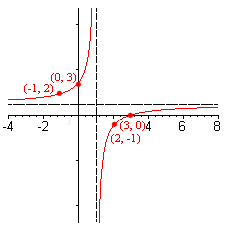 (0, 3)
(-1, 2)
-4 -2 2 4 6 8
(3, 0)
(2, -1)